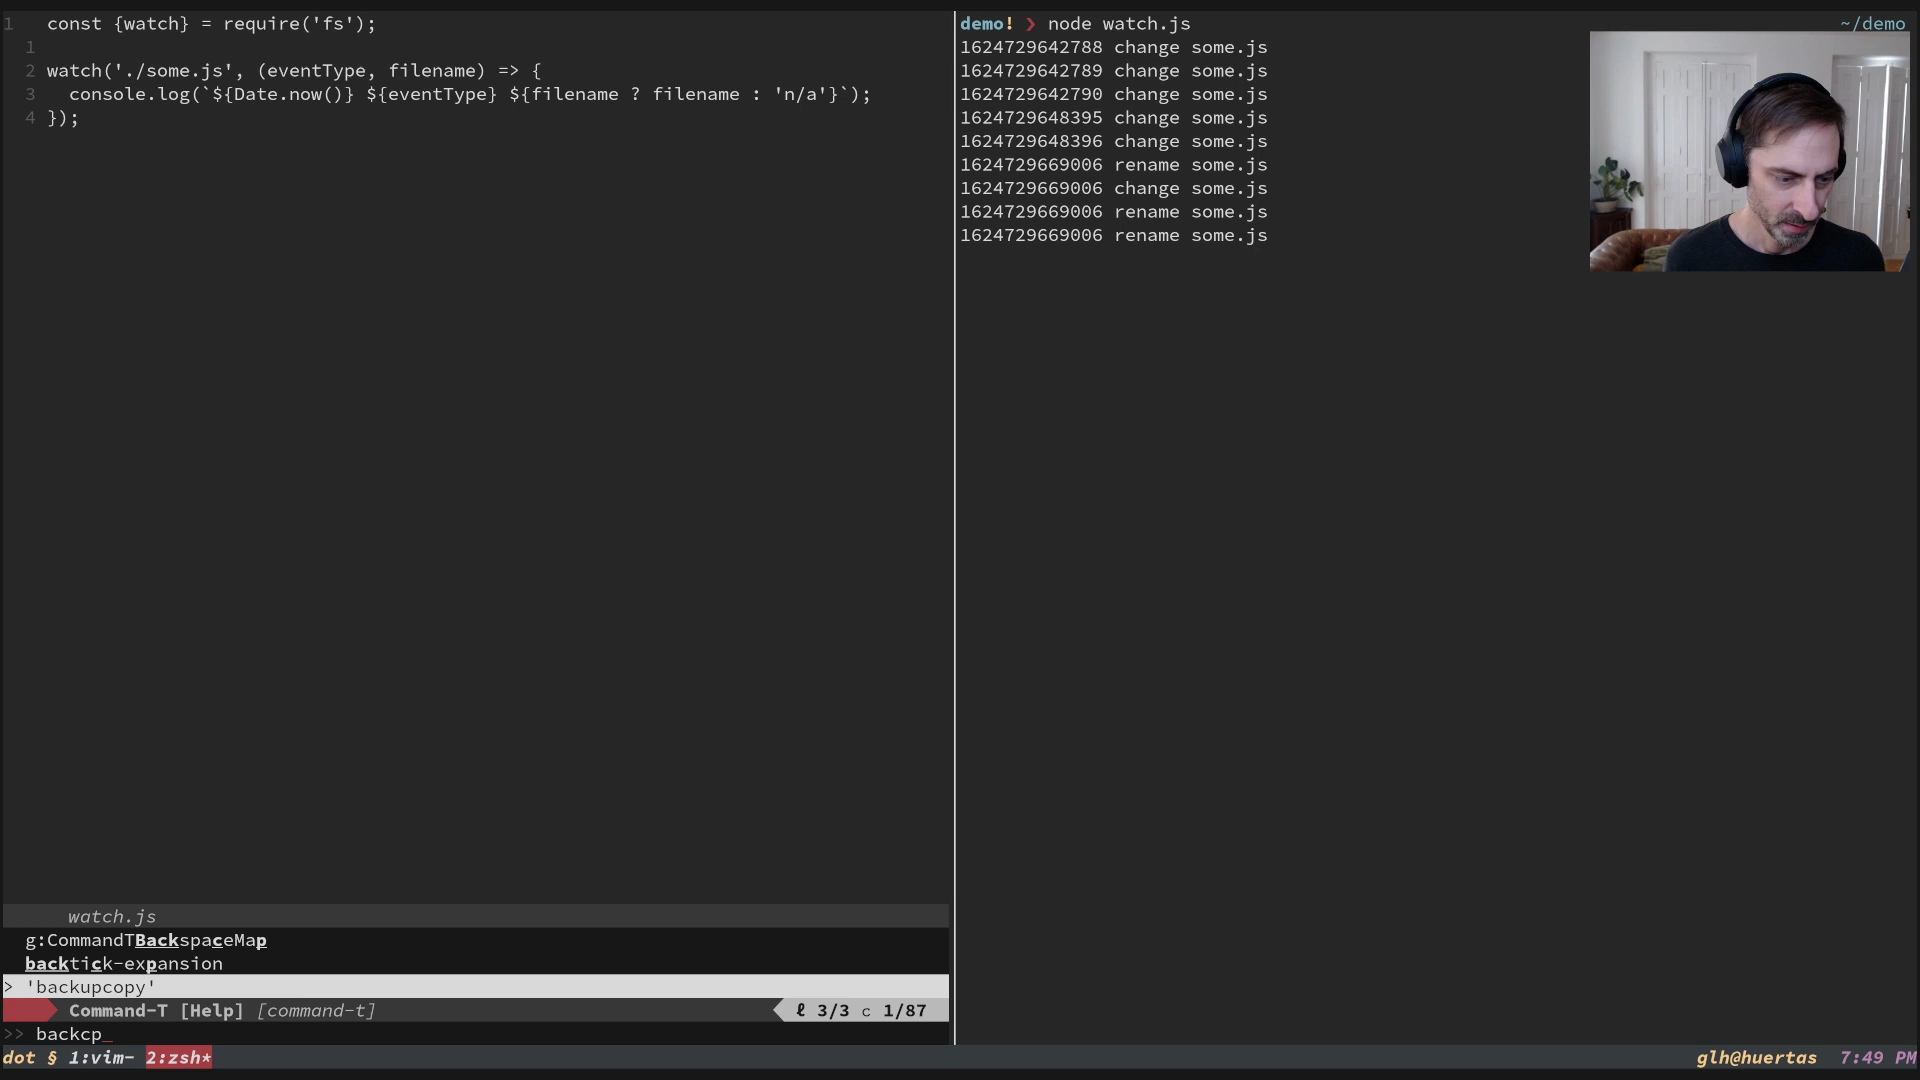 1 const {watch} = require('fs');
1
2 watch('./some.js', (eventType, filename) => {
3 console.log(`${Date.now()} ${eventType} ${filename ? filename : 'n/a'}`);
4 });
watch.js
g:CommandTBackspaceMap
backtick-expansion
> 'backupcopy'
Command-T [Help] [command-t] ℓ 3/3 c 1/87
>> backcp_
demo! ❯ node watch.js ~/demo
1624729642788 change some.js
1624729642789 change some.js
1624729642790 change some.js
1624729648395 change some.js
1624729648396 change some.js
1624729669006 rename some.js
1624729669006 change some.js
1624729669006 rename some.js
1624729669006 rename some.js
dot § 1:vim- 2:zsh* glh@huertas 7:49 PM